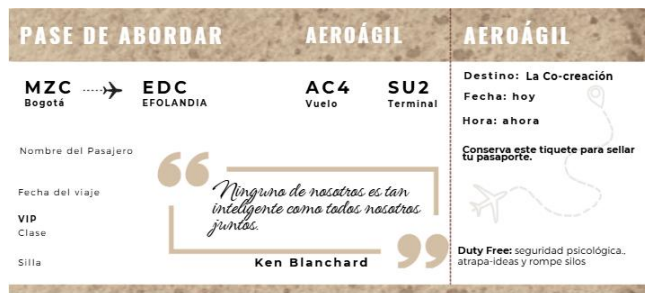 PASE DE ABORDAR
AEROÁGIL
MZC
EDC
Bogotá
EFOLANDIA
AC4
SU2
Vuelo
Terminal
Nombre del Pasajero
Fecha del viaje
VIP
Clase
Silla
“
Ninguno de nosotros es tan
inteligente como todos nosotros
juntos.
”
Ken Blanchard
AEROÁGIL
Destino: La Co-creación
Fecha: hoy
Hora: ahora
Conserva este tiquete para sellar
tu pasaporte.
Duty Free: seguridad psicológica..
atrapa-ideas y rompe silos